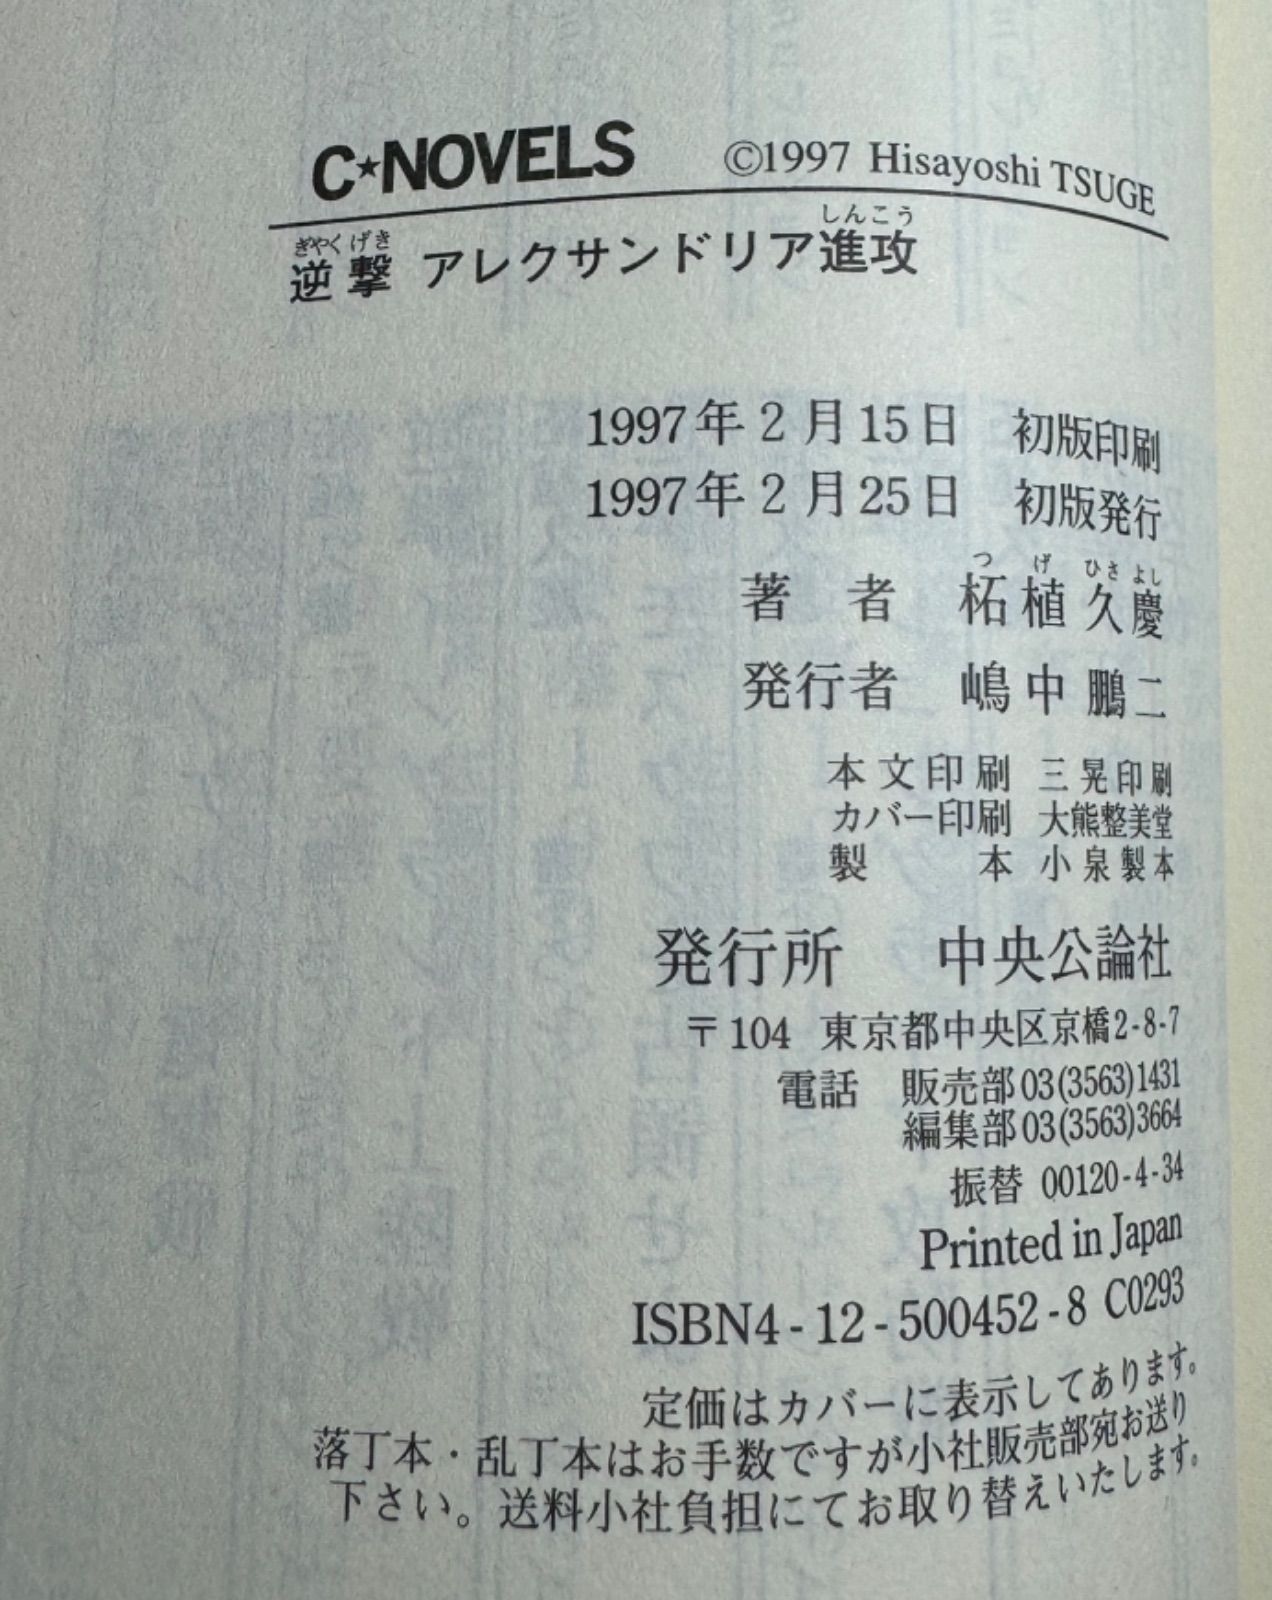 C★NOVELS ©1997 Hisayoshi TSUGE
ぎゃく げき しんこう
逆撃 アレクサンドリア進攻
1997年2月15日 初版印刷
1997年2月25日 初版発行
つ げ ひさ よし
著 者 柘植久慶
発行者 嶋中鵬二
本文印刷 三晃印刷
カバー印刷 大熊整美堂
製 本 小泉製本
発行所 中央公論社
〒104 東京都中央区京橋2-8-7
電話 販売部03(3563)1431
編集部03(3563)3664
振替 00120-4-34
Printed in Japan
ISBN4-12-500452-8 C0293
定価はカバーに表示してあります。
落丁本・乱丁本はお手数ですが小社販売部宛お送り
下さい。送料小社負担にてお取り替えいたします。